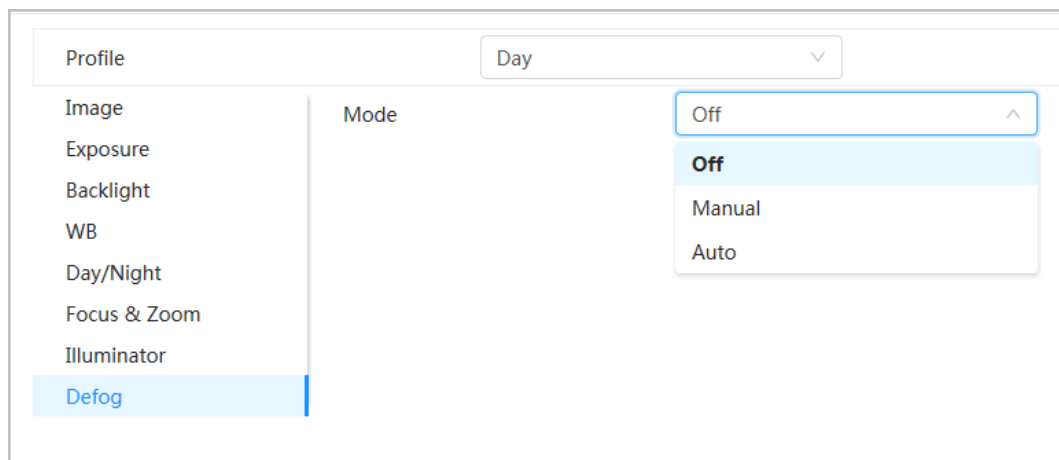 Profile Day
Image
Mode Off
Exposure
Off
Backlight
Manual
WB
Auto
Day/Night
Focus & Zoom
Illuminator
Defog